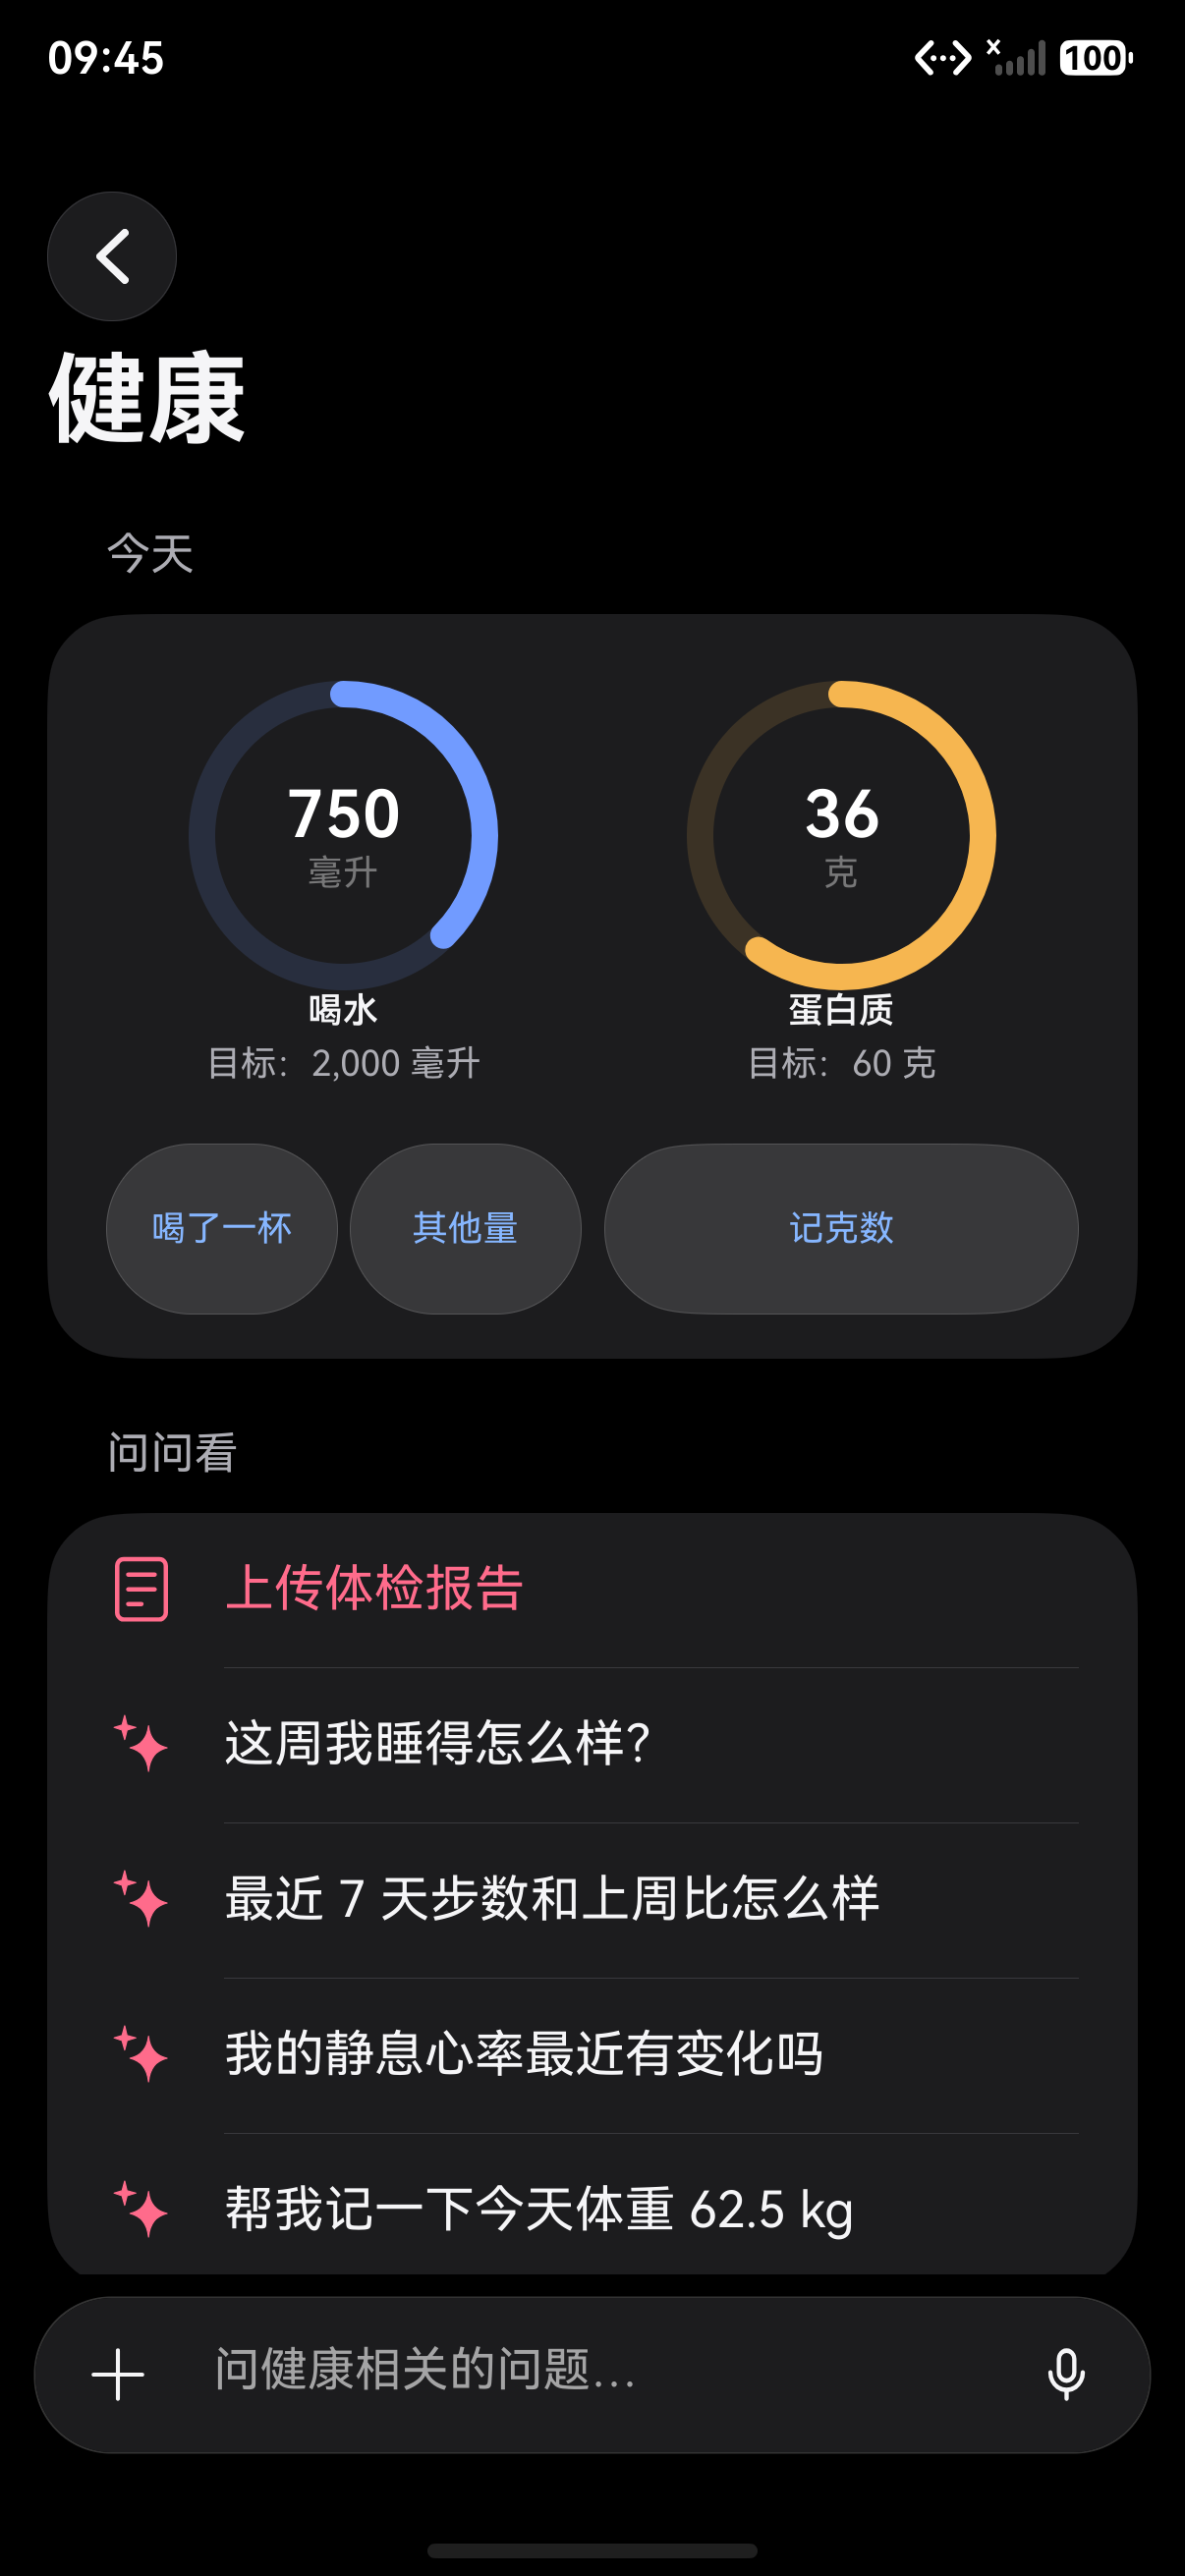 09:45
100
健康
今天
750
毫升
喝水
目标：2,000 毫升
36
克
蛋白质
目标：60 克
喝了一杯
其他量
记克数
问问看
上传体检报告
这周我睡得怎么样？
最近 7 天步数和上周比怎么样
我的静息心率最近有变化吗
帮我记一下今天体重 62.5 kg
问健康相关的问题…